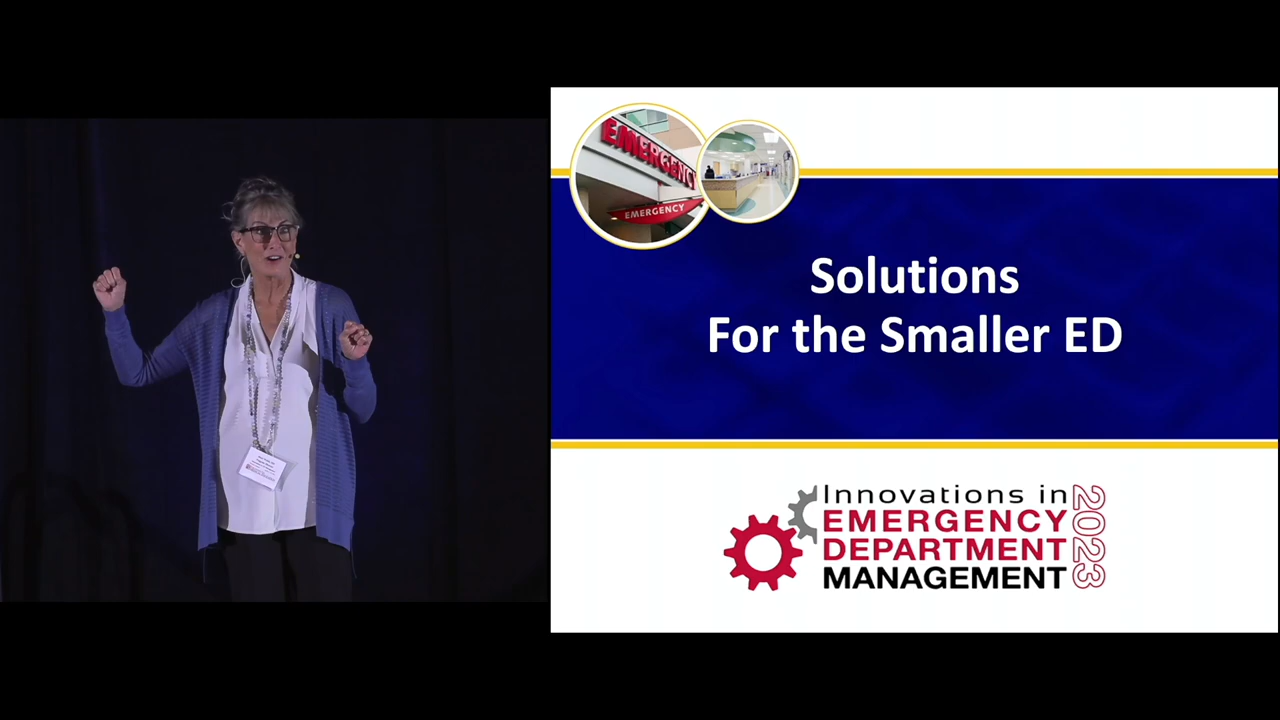 EMERGENCY
EMERGENCY
Solutions
For the Smaller ED
Innovations in
EMERGENCY
DEPARTMENT
MANAGEMENT
2023